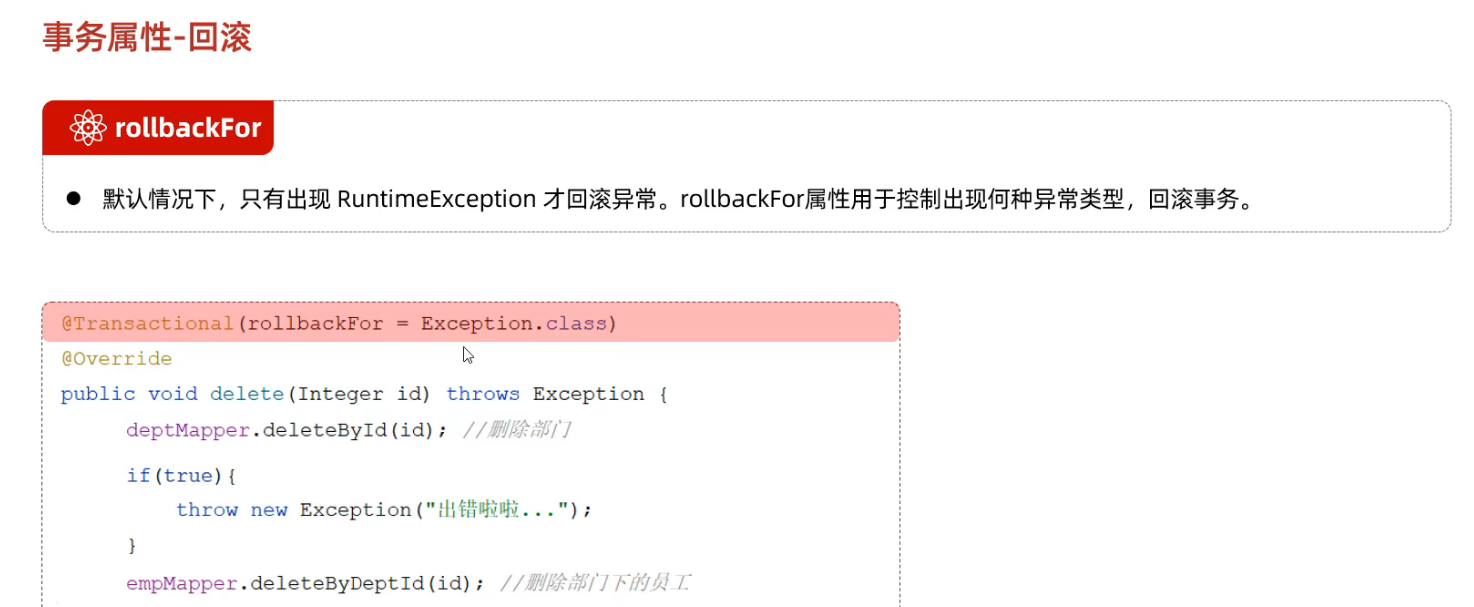 事务属性-回滚
rollbackFor
● 默认情况下，只有出现 RuntimeException 才回滚异常。rollbackFor属性用于控制出现何种异常类型，回滚事务。
@Transactional(rollbackFor = Exception.class)
@Override
public void delete(Integer id) throws Exception {
deptMapper.deleteById(id); //删除部门
if(true){
throw new Exception("出错啦啦...");
}
empMapper.deleteByDeptId(id); //删除部门下的员工